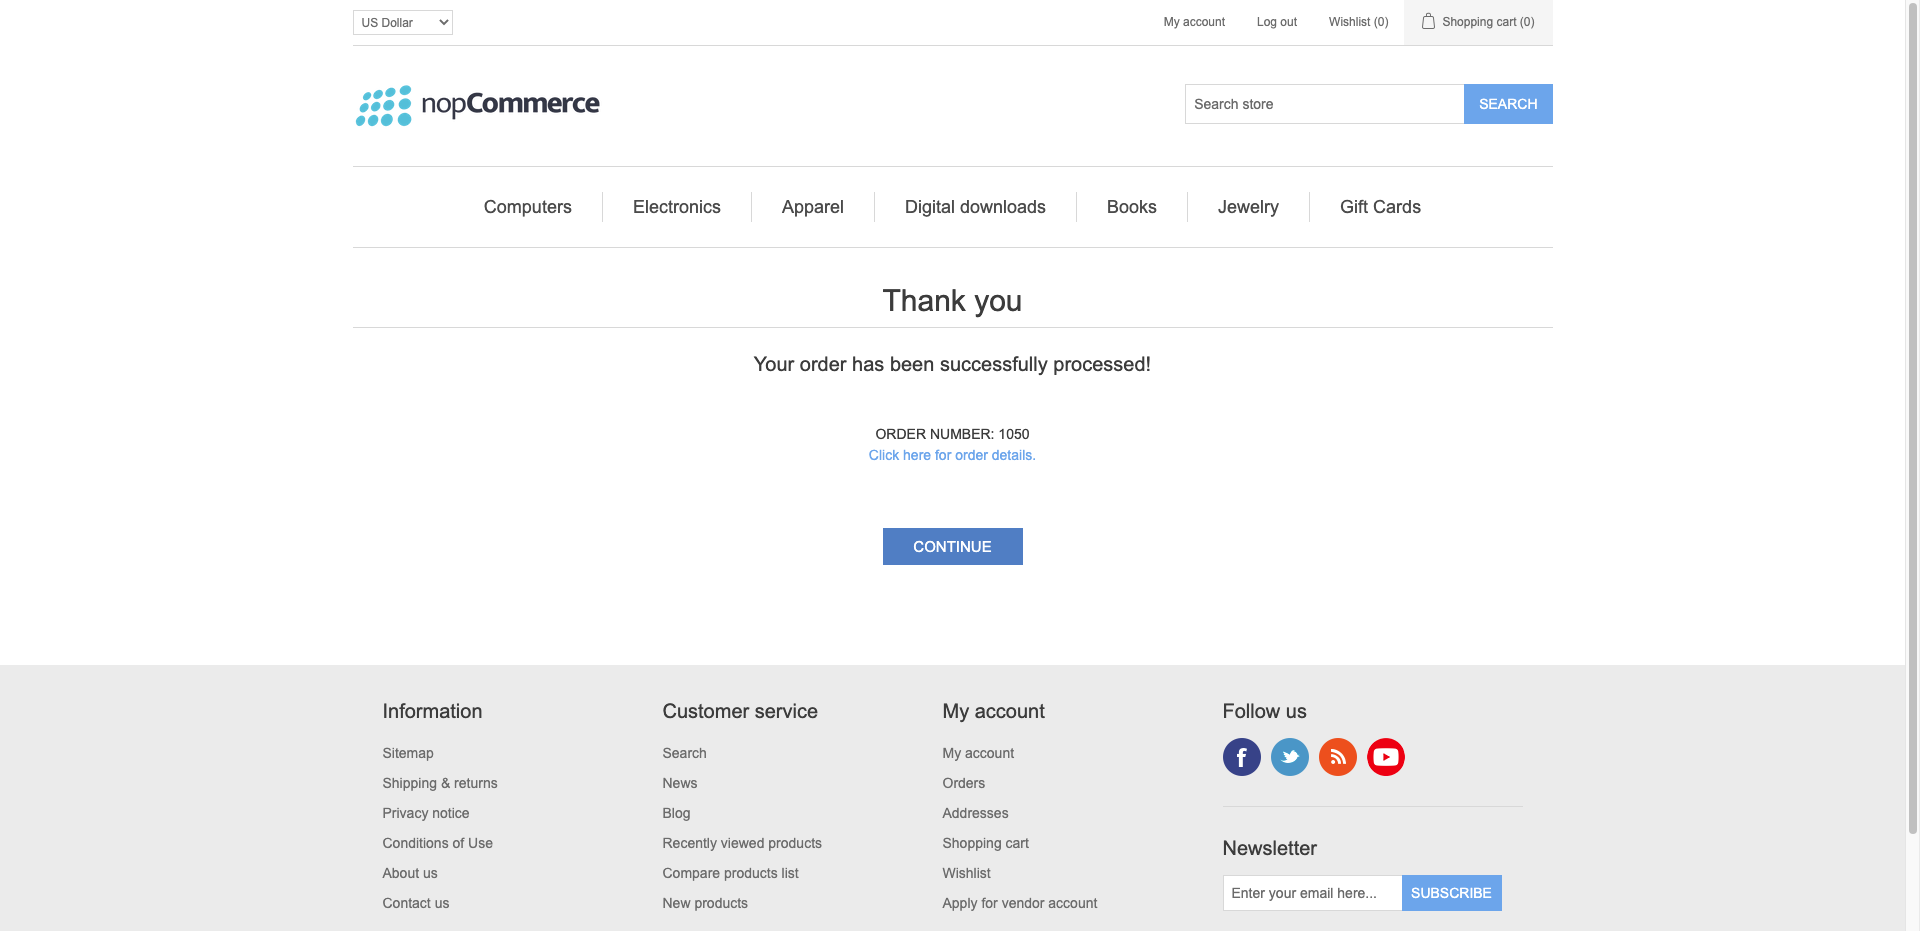 US Dollar
My account
Log out
Wishlist (0)
Shopping cart (0)
nopCommerce
Search store
SEARCH
Computers
Electronics
Apparel
Digital downloads
Books
Jewelry
Gift Cards
Thank you
Your order has been successfully processed!
ORDER NUMBER: 1050
Click here for order details.
CONTINUE
Information
Sitemap
Shipping & returns
Privacy notice
Conditions of Use
About us
Contact us
Customer service
Search
News
Blog
Recently viewed products
Compare products list
New products
My account
My account
Orders
Addresses
Shopping cart
Wishlist
Apply for vendor account
Follow us
Newsletter
Enter your email here...
SUBSCRIBE